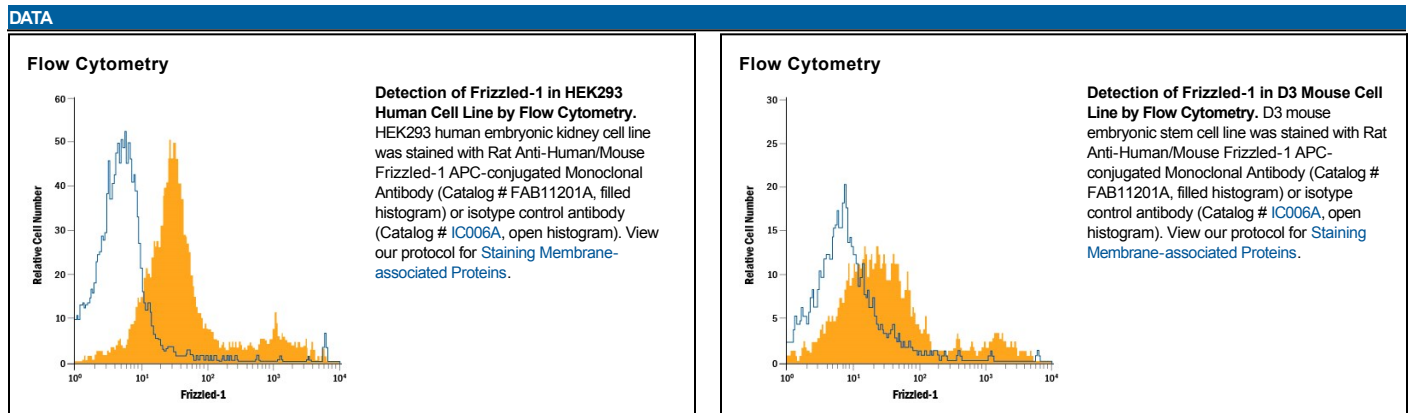 DATA
Flow Cytometry
60
50
40
30
20
10
0
Relative Cell Number
10⁰ 10¹ 10² 10³ 10⁴
Frizzled-1
Detection of Frizzled-1 in HEK293
Human Cell Line by Flow Cytometry.
HEK293 human embryonic kidney cell line
was stained with Rat Anti-Human/Mouse
Frizzled-1 APC-conjugated Monoclonal
Antibody (Catalog # FAB11201A, filled
histogram) or isotype control antibody
(Catalog # IC006A, open histogram). View
our protocol for Staining Membrane-
associated Proteins.
Flow Cytometry
30
25
20
15
10
5
0
Relative Cell Number
10⁰ 10¹ 10² 10³ 10⁴
Frizzled-1
Detection of Frizzled-1 in D3 Mouse Cell
Line by Flow Cytometry. D3 mouse
embryonic stem cell line was stained with Rat
Anti-Human/Mouse Frizzled-1 APC-
conjugated Monoclonal Antibody (Catalog #
FAB11201A, filled histogram) or isotype
control antibody (Catalog # IC006A, open
histogram). View our protocol for Staining
Membrane-associated Proteins.